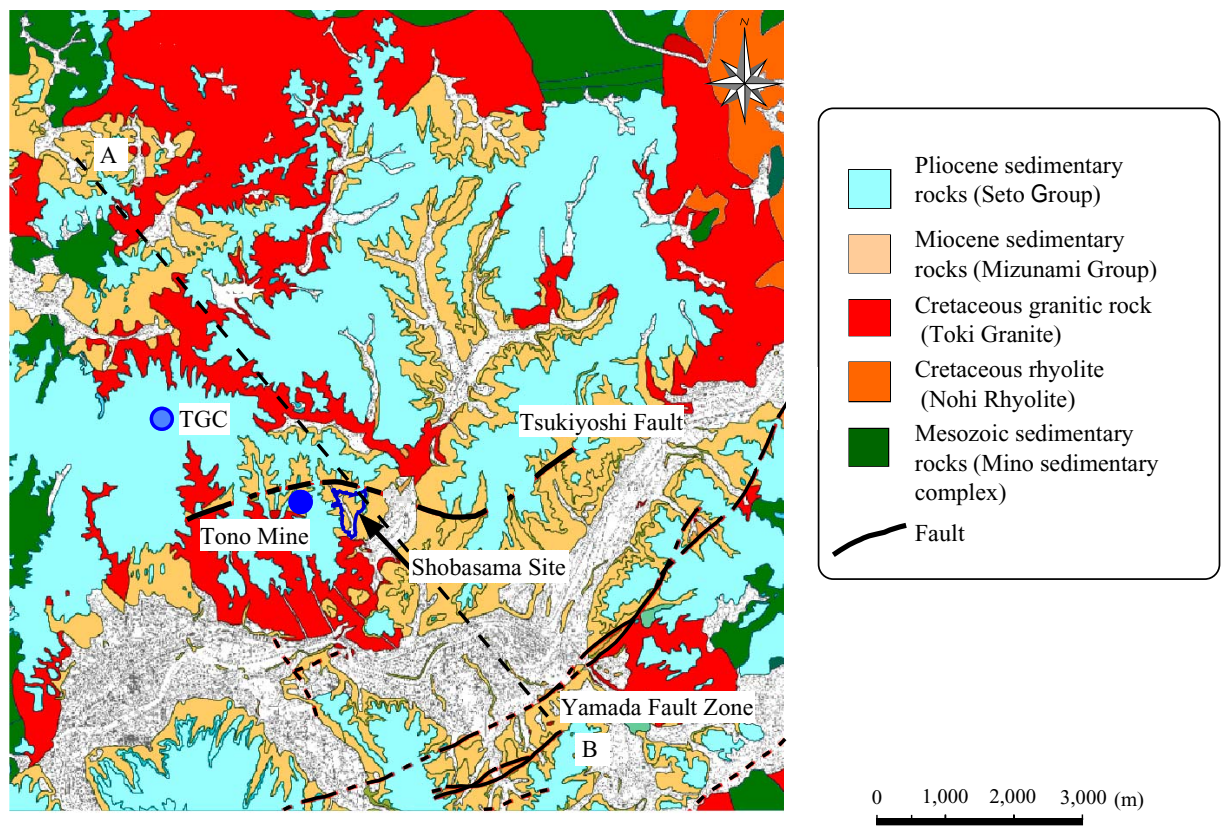 N
A
TGC
Tsukiyoshi Fault
Tono Mine
Shobasama Site
Yamada Fault Zone
B
Pliocene sedimentary
rocks (Seto Group)
Miocene sedimentary
rocks (Mizunami Group)
Cretaceous granitic rock
(Toki Granite)
Cretaceous rhyolite
(Nohi Rhyolite)
Mesozoic sedimentary
rocks (Mino sedimentary
complex)
Fault
0 1,000 2,000 3,000 (m)